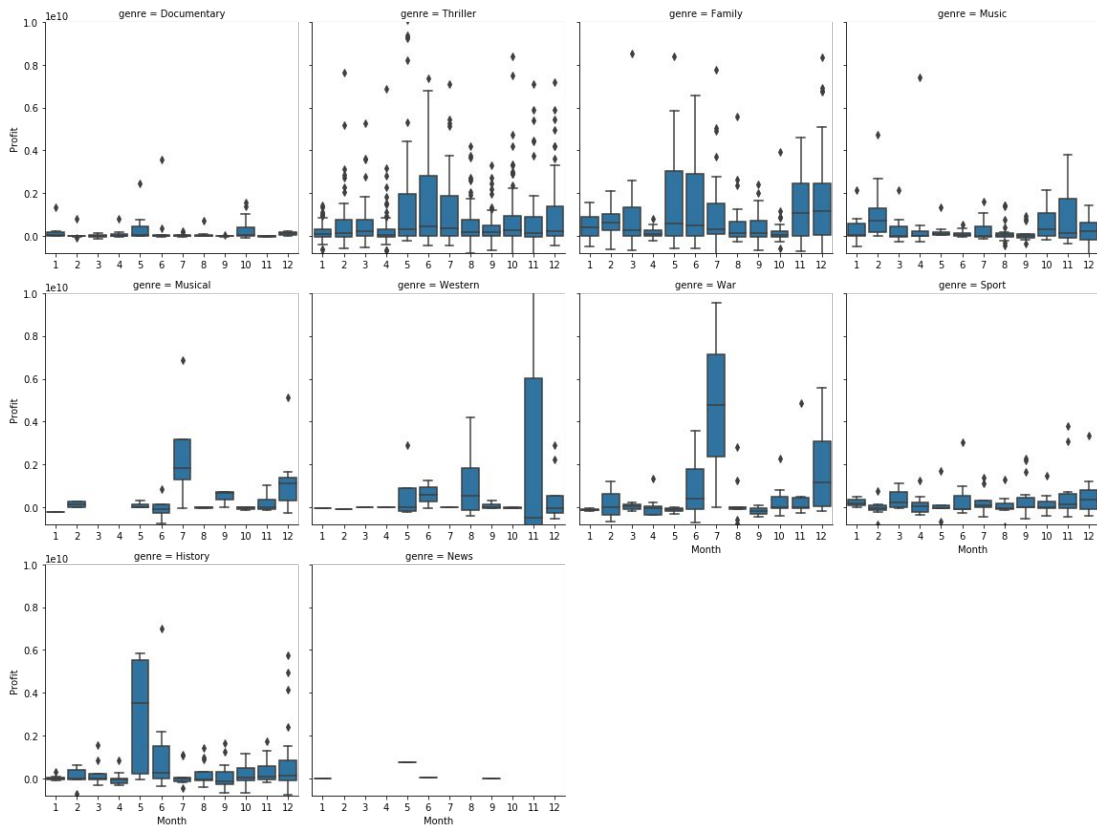 genre = Documentary
genre = Thriller
genre = Family
genre = Music
1e10
1.0
0.8
0.6
0.4
0.2
0.0
Profit
1 2 3 4 5 6 7 8 9 10 11 12
1 2 3 4 5 6 7 8 9 10 11 12
1 2 3 4 5 6 7 8 9 10 11 12
1 2 3 4 5 6 7 8 9 10 11 12
genre = Musical
genre = Western
genre = War
genre = Sport
1e10
1.0
0.8
0.6
0.4
0.2
0.0
Profit
1 2 3 4 5 6 7 8 9 10 11 12
1 2 3 4 5 6 7 8 9 10 11 12
1 2 3 4 5 6 7 8 9 10 11 12
1 2 3 4 5 6 7 8 9 10 11 12
Month
Month
genre = History
genre = News
1e10
1.0
0.8
0.6
0.4
0.2
0.0
Profit
1 2 3 4 5 6 7 8 9 10 11 12
1 2 3 4 5 6 7 8 9 10 11 12
Month
Month